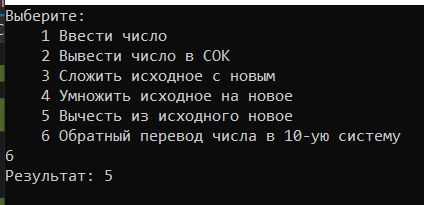 Выберите:
1 Ввести число
2 Вывести число в СОК
3 Сложить исходное с новым
4 Умножить исходное на новое
5 Вычесть из исходного новое
6 Обратный перевод числа в 10-ую систему
6
Результат: 5